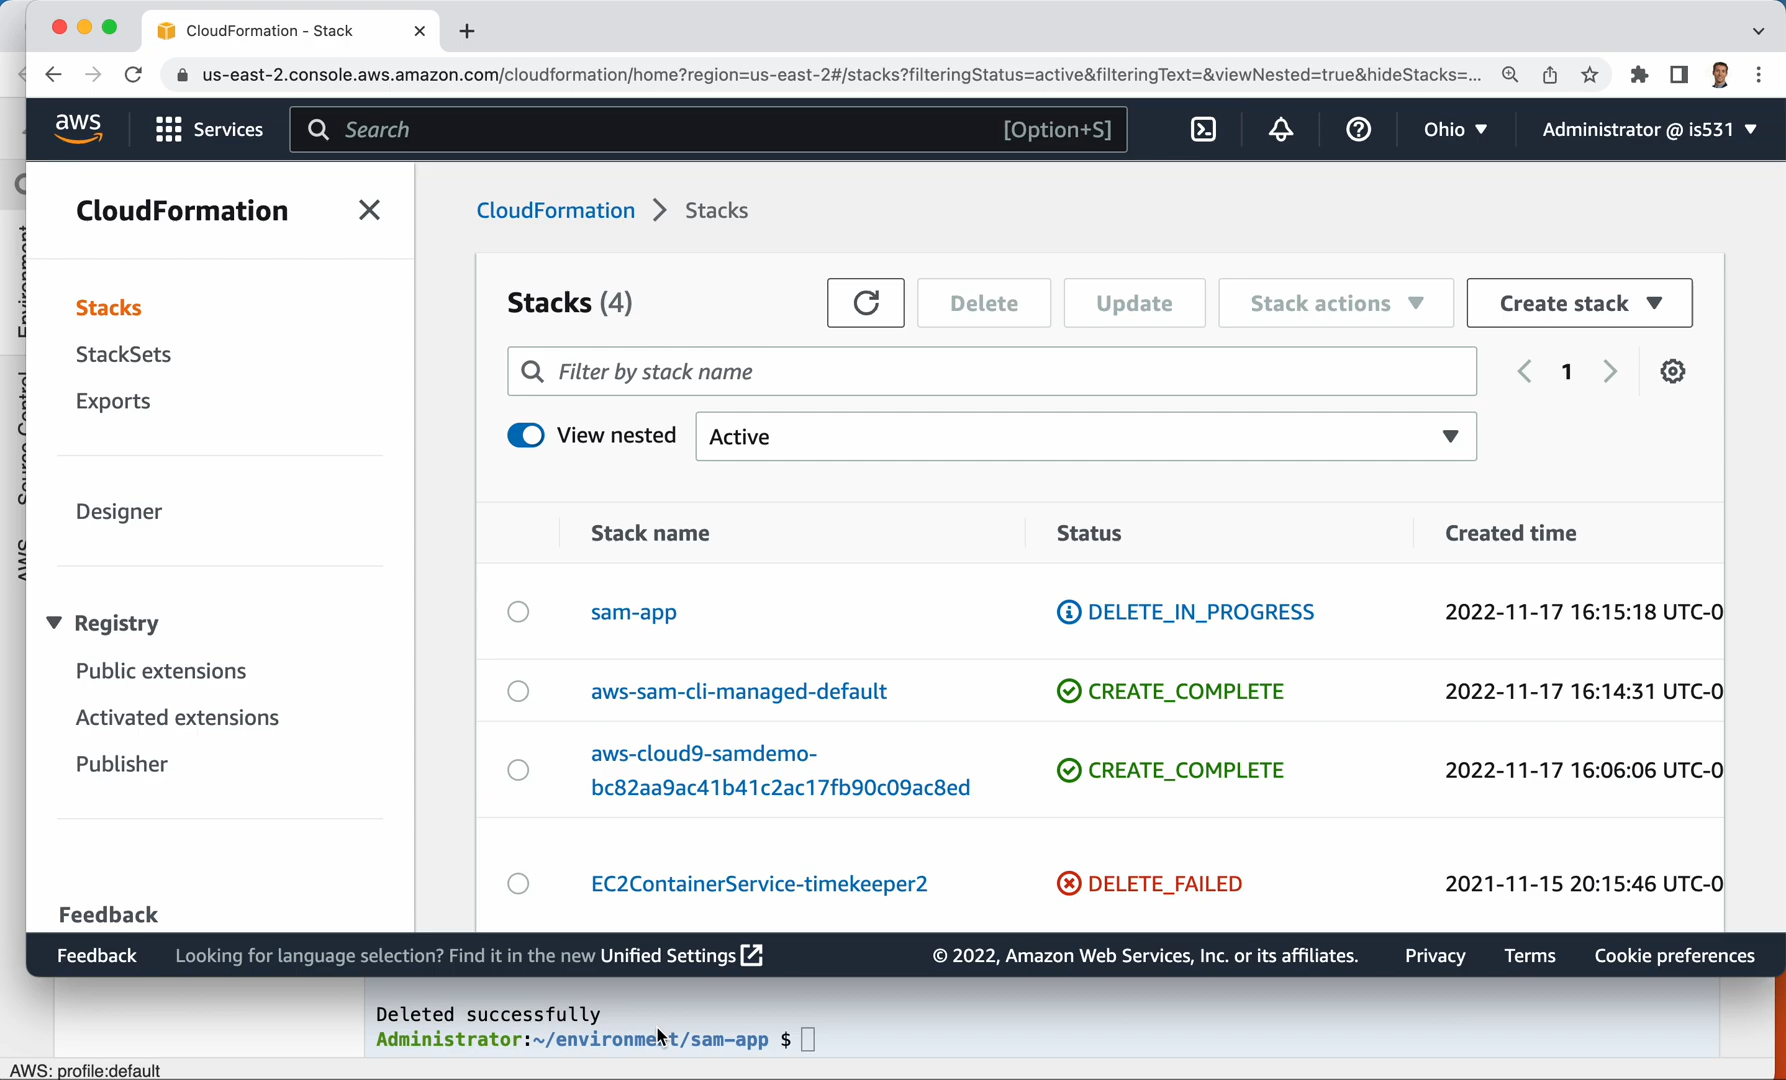 CloudFormation - Stack
us-east-2.console.aws.amazon.com/cloudformation/home?region=us-east-2#/stacks?filteringStatus=active&filteringText=&viewNested=true&hideStacks=...
aws
Services
Search
[Option+S]
Ohio
Administrator @ is531
CloudFormation
Stacks
StackSets
Exports
Designer
Registry
Public extensions
Activated extensions
Publisher
Feedback
CloudFormation
Stacks
Stacks (4)
Delete
Update
Stack actions
Create stack
Filter by stack name
1
View nested
Active
Stack name
Status
Created time
sam-app
DELETE_IN_PROGRESS
2022-11-17 16:15:18 UTC-0
aws-sam-cli-managed-default
CREATE_COMPLETE
2022-11-17 16:14:31 UTC-0
aws-cloud9-samdemo-
bc82aa9ac41b41c2ac17fb90c09ac8ed
CREATE_COMPLETE
2022-11-17 16:06:06 UTC-0
EC2ContainerService-timekeeper2
DELETE_FAILED
2021-11-15 20:15:46 UTC-0
Feedback
Looking for language selection? Find it in the new Unified Settings
© 2022, Amazon Web Services, Inc. or its affiliates.
Privacy
Terms
Cookie preferences
Deleted successfully
Administrator:~/environment/sam-app $
AWS: profile:default